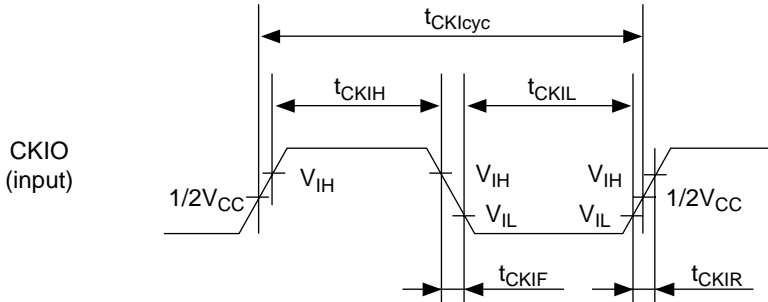 tCKIcyc
tCKIH
tCKIL
CKIO
(input)
1/2VCC
VIH
VIH
VIL
VIH
VIL
1/2VCC
tCKIF
tCKIR